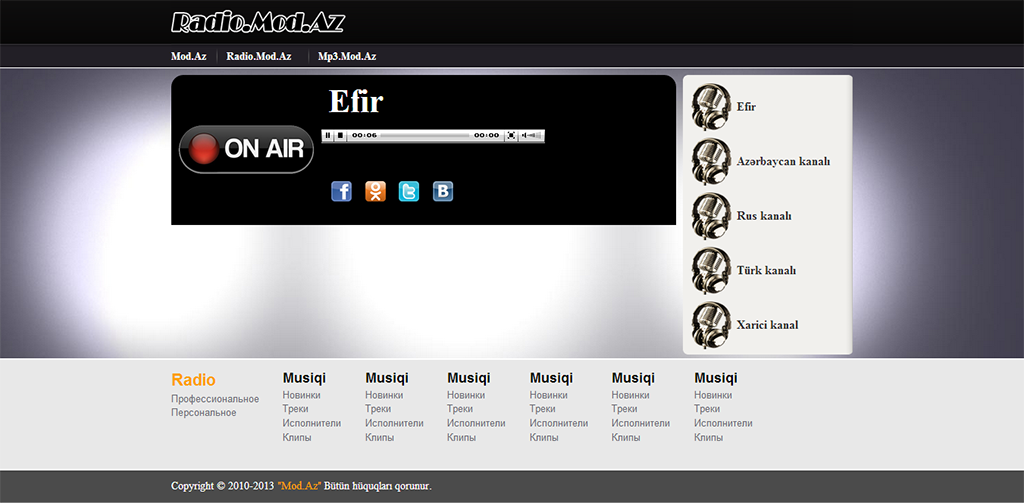 Radio.Mod.Az
Mod.Az Radio.Mod.Az Mp3.Mod.Az
Efir
ON AIR
00:06 00:00
f t B
Efir
Azərbaycan kanalı
Rus kanalı
Türk kanalı
Xarici kanal
Radio
Профессиональное
Персональное
Musiqi
Новинки
Треки
Исполнители
Клипы
Musiqi
Новинки
Треки
Исполнители
Клипы
Musiqi
Новинки
Треки
Исполнители
Клипы
Musiqi
Новинки
Треки
Исполнители
Клипы
Musiqi
Новинки
Треки
Исполнители
Клипы
Musiqi
Новинки
Треки
Исполнители
Клипы
Copyright © 2010-2013 "Mod.Az" Bütün hüquqları qorunur.